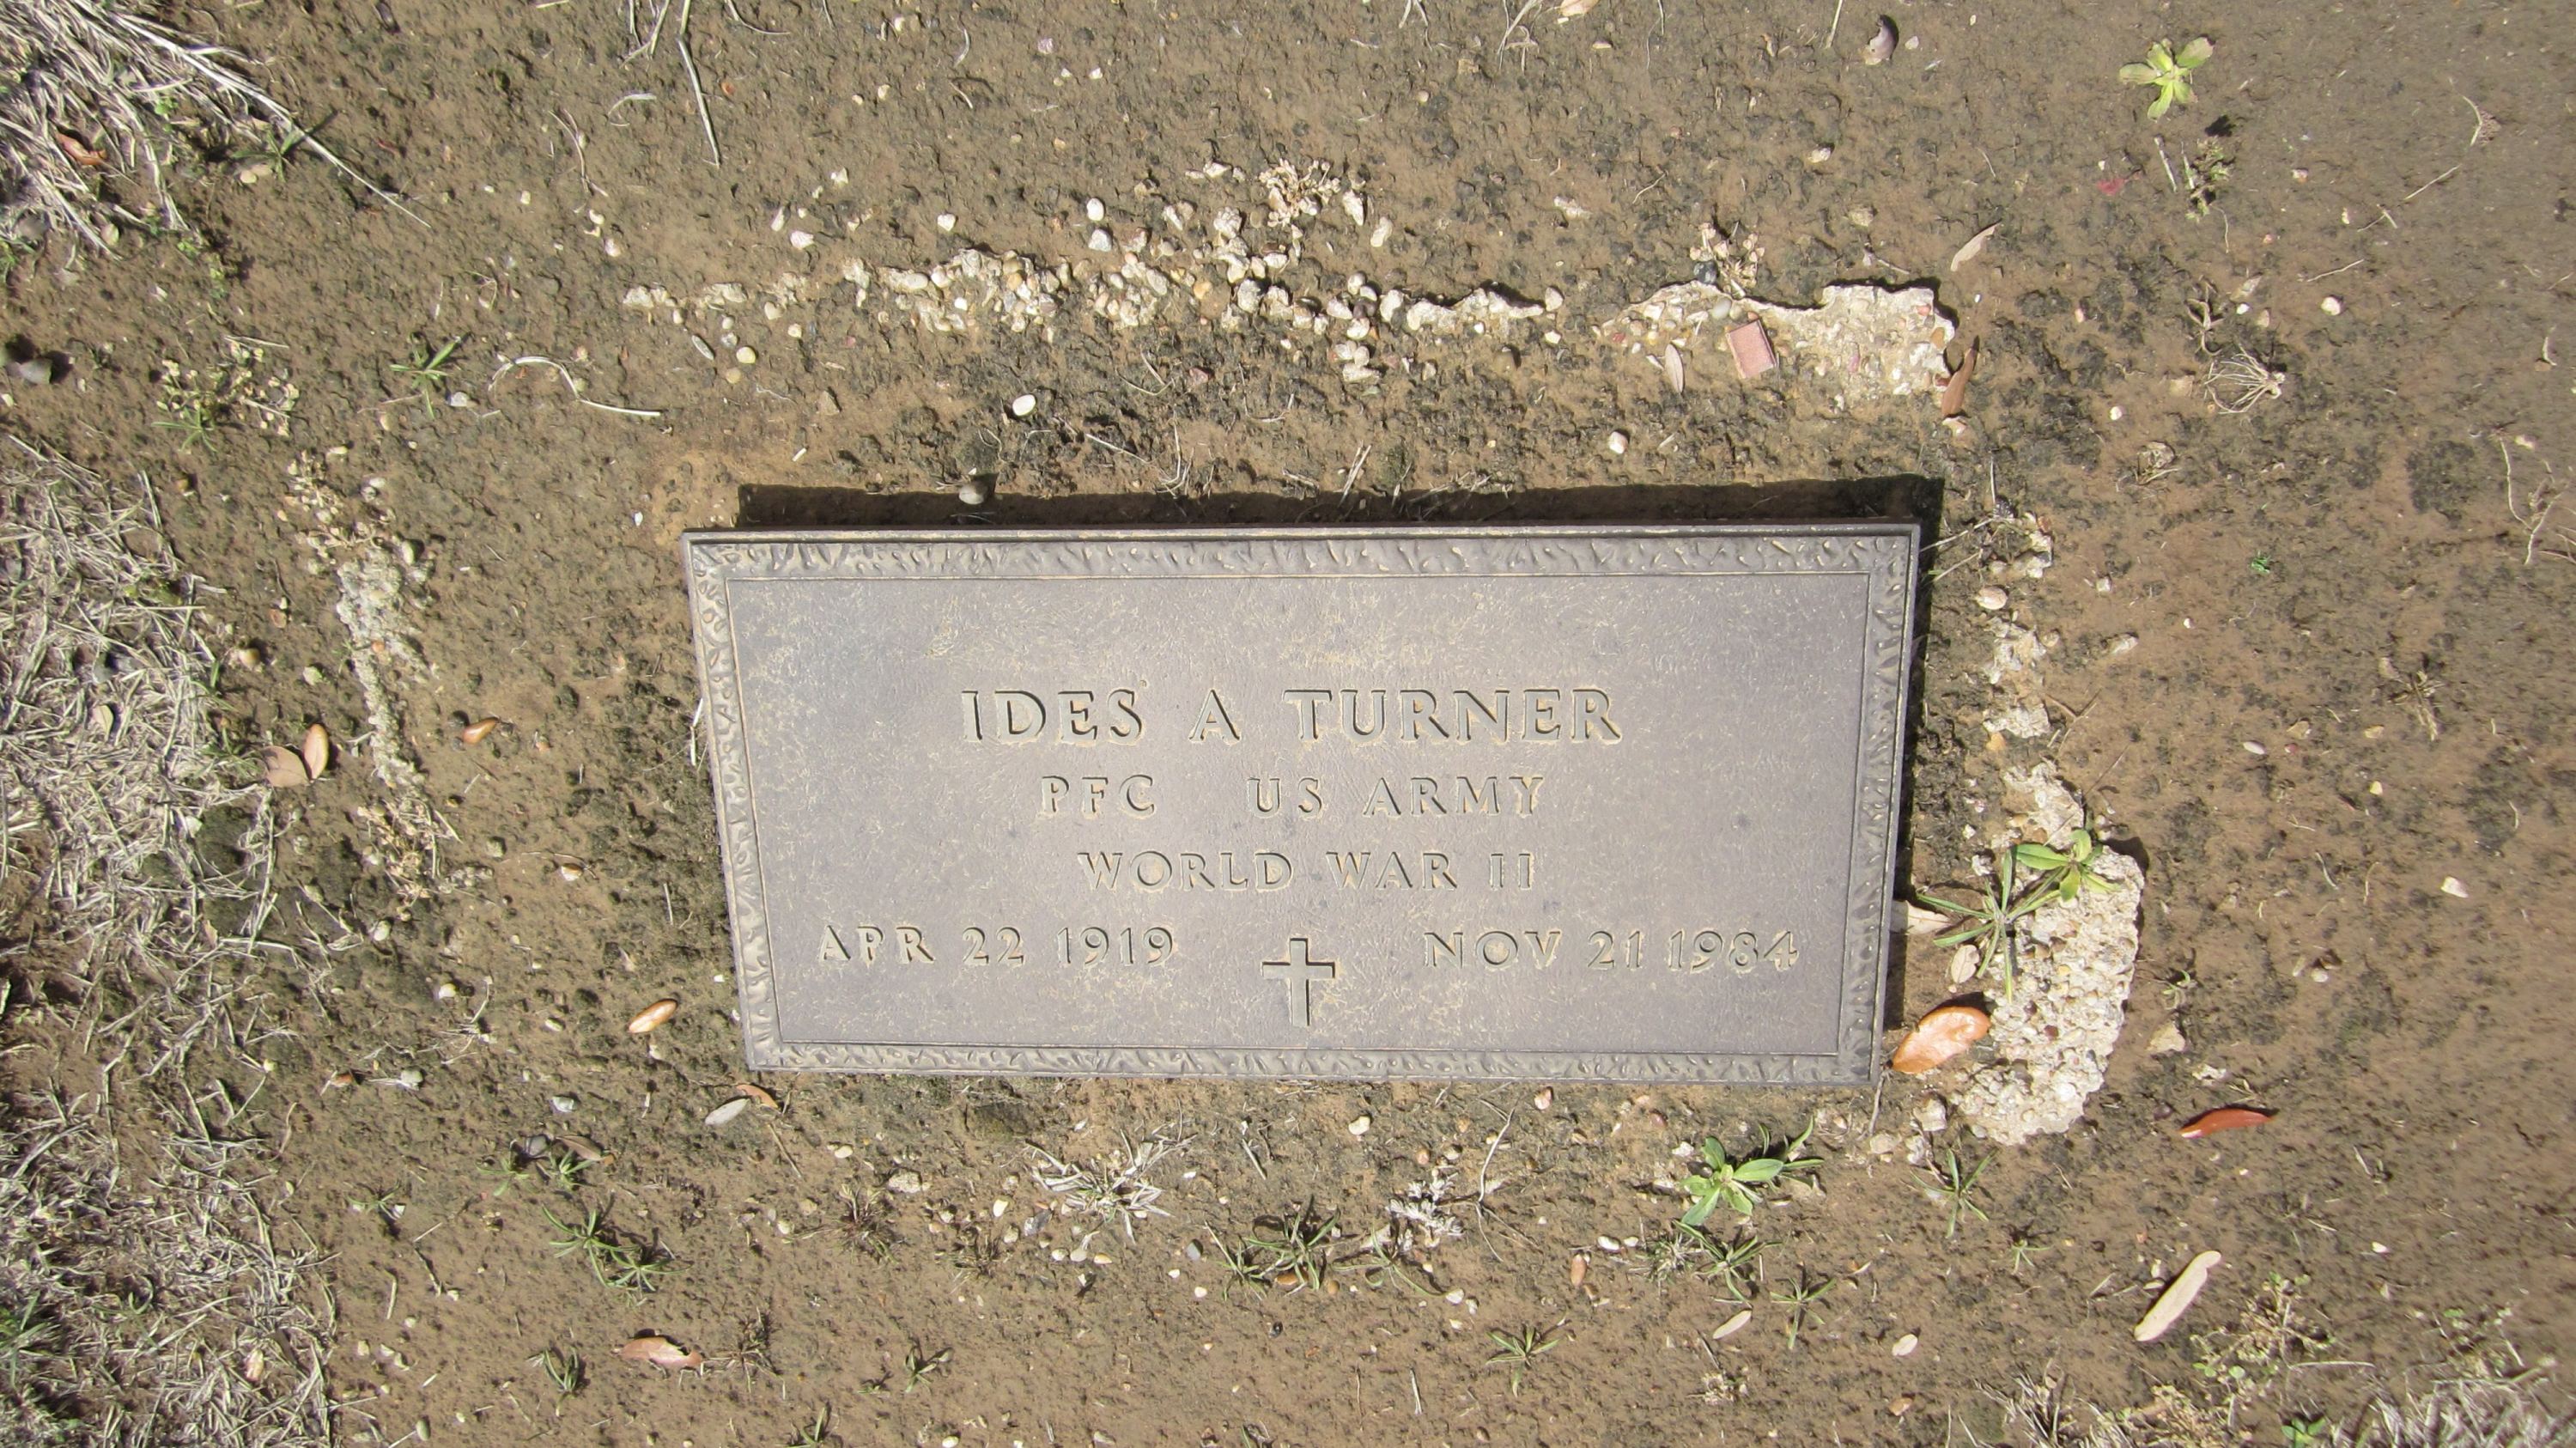 IDES A TURNER
PFC US ARMY
WORLD WAR II
APR 22 1919 NOV 21 1984